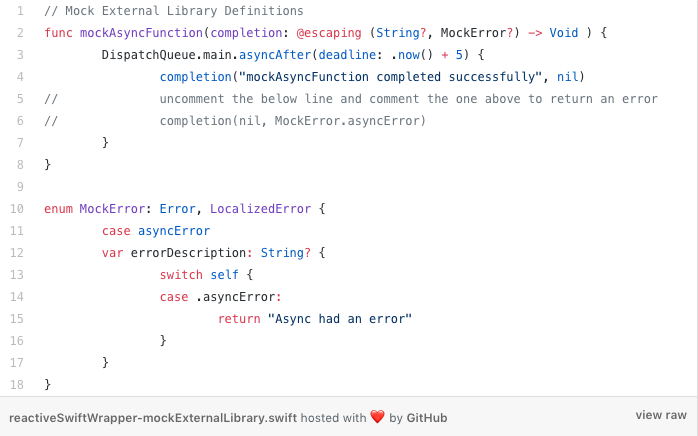 1 // Mock External Library Definitions
2 func mockAsyncFunction(completion: @escaping (String?, MockError?) -> Void ) {
3         DispatchQueue.main.asyncAfter(deadline: .now() + 5) {
4                 completion("mockAsyncFunction completed successfully", nil)
5 //              uncomment the below line and comment the one above to return an error
6 //              completion(nil, MockError.asyncError)
7         }
8 }
9
10 enum MockError: Error, LocalizedError {
11         case asyncError
12         var errorDescription: String? {
13                 switch self {
14                 case .asyncError:
15                         return "Async had an error"
16                 }
17         }
18 }
reactiveSwiftWrapper-mockExternalLibrary.swift hosted with ❤ by GitHub view raw